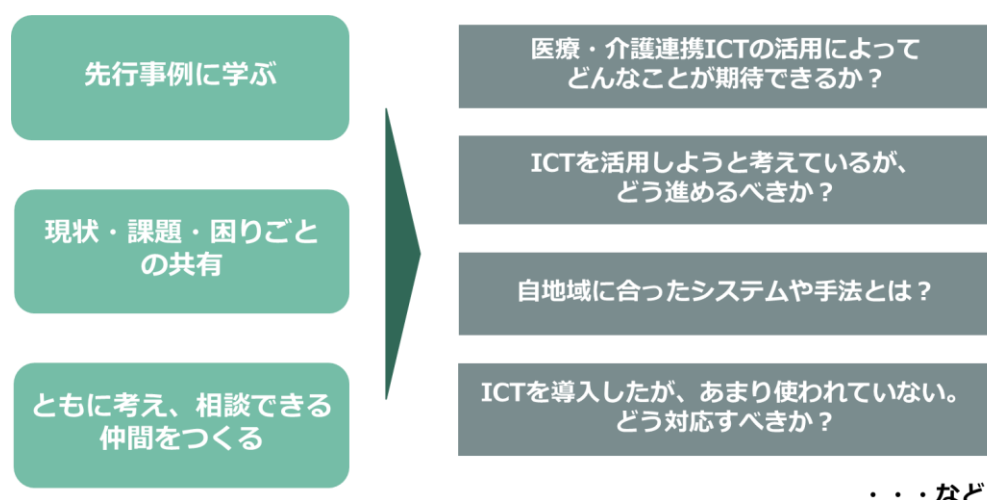 先行事例に学ぶ
現状・課題・困りごと
の共有
ともに考え、相談できる
仲間をつくる
医療・介護連携ICTの活用によって
どんなことが期待できるか？
ICTを活用しようと考えているが、
どう進めるべきか？
自地域に合ったシステムや手法とは？
ICTを導入したが、あまり使われていない。
どう対応すべきか？
・・・など